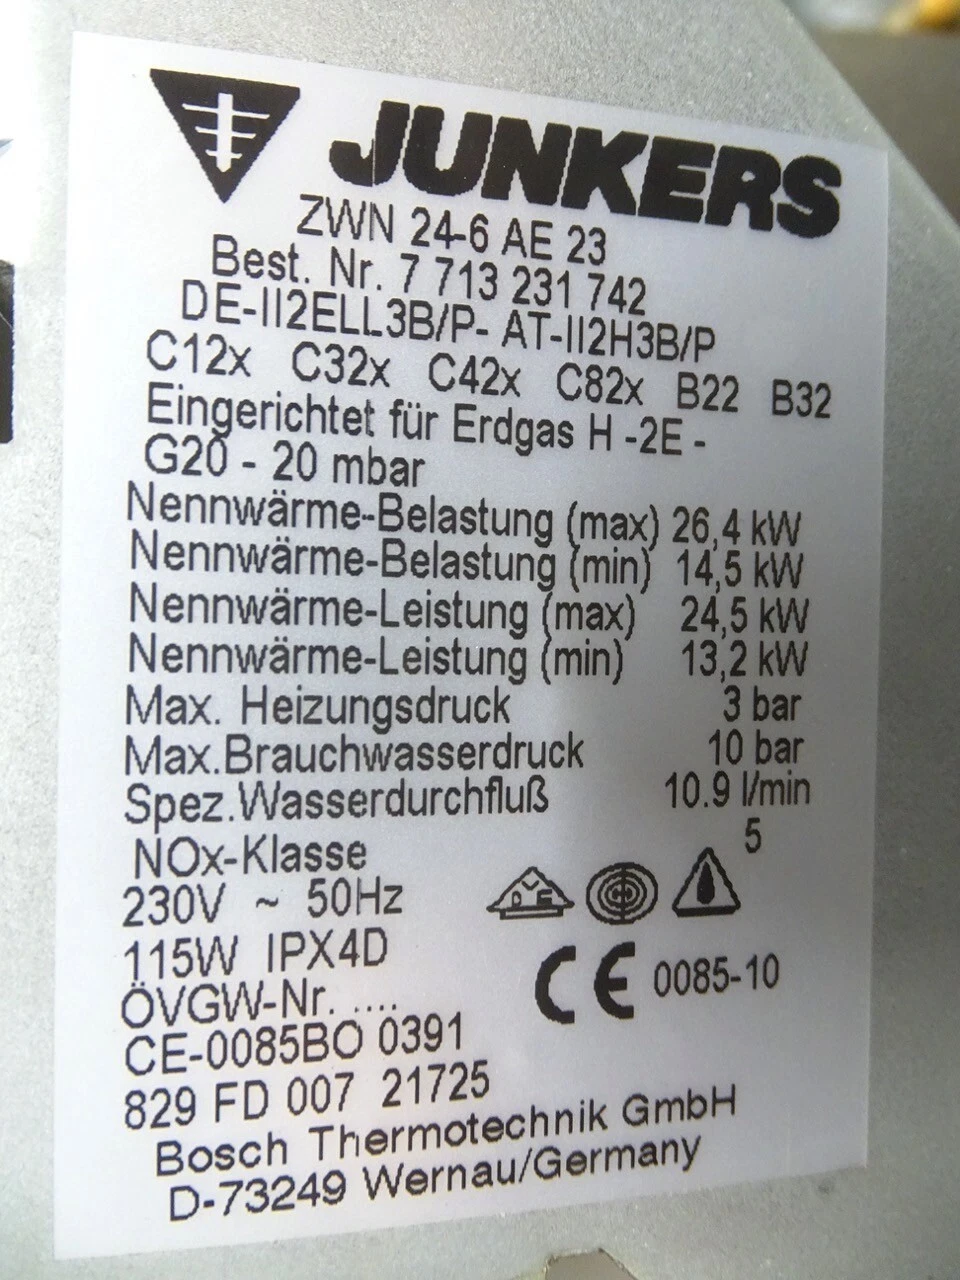 JUNKERS
ZWN 24-6 AE 23
Best. Nr. 7 713 231 742
DE-II2ELL3B/P- AT-II2H3B/P
C12x C32x C42x C82x B22 B32
Eingerichtet für Erdgas H -2E -
G20 - 20 mbar
Nennwärme-Belastung (max) 26,4 kW
Nennwärme-Belastung (min) 14,5 kW
Nennwärme-Leistung (max) 24,5 kW
Nennwärme-Leistung (min) 13,2 kW
Max. Heizungsdruck 3 bar
Max.Brauchwasserdruck 10 bar
Spez.Wasserdurchfluß 10.9 l/min
NOx-Klasse 5
230V ~ 50Hz
115W IPX4D
ÖVGW-Nr. ....
CE 0085-10
CE-0085BO 0391
829 FD 007 21725
Bosch Thermotechnik GmbH
D-73249 Wernau/Germany